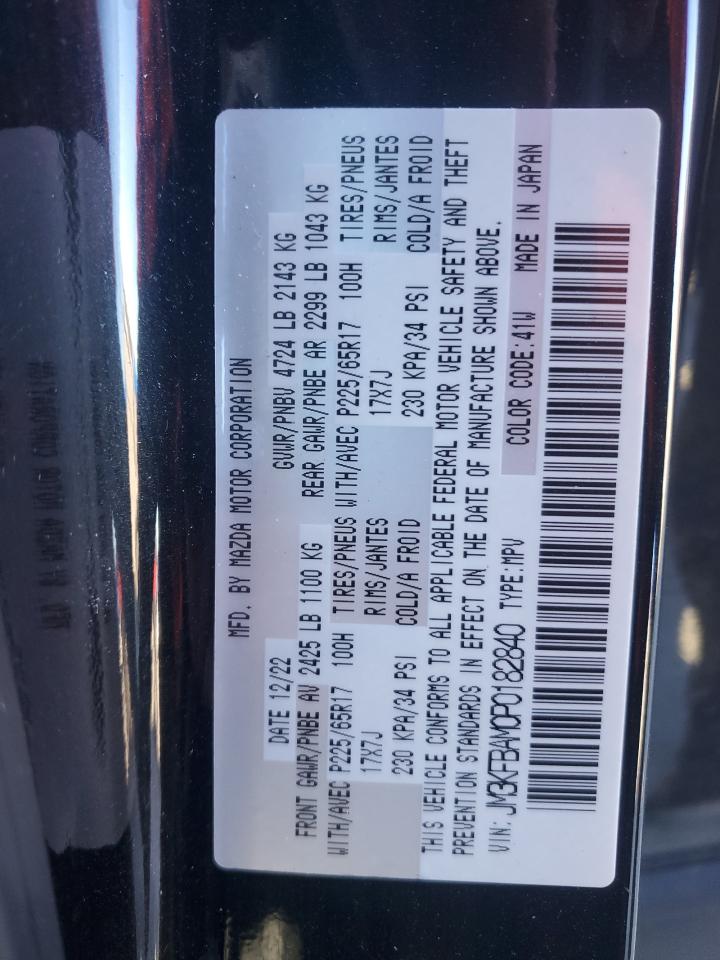 MFD. BY MAZDA MOTOR CORPORATION
DATE 12/22 GVWR/PNBV 4724 LB 2143 KG
FRONT GAWR/PNBE AV 2425 LB 1100 KG REAR GAWR/PNBE AR 2299 LB 1043 KG
WITH/AVEC P225/65R17 100H TIRES/PNEUS WITH/AVEC P225/65R17 100H TIRES/PNEUS
17X7J RIMS/JANTES 17X7J RIMS/JANTES
230 KPA/34 PSI COLD/A FROID 230 KPA/34 PSI COLD/A FROID
THIS VEHICLE CONFORMS TO ALL APPLICABLE FEDERAL MOTOR VEHICLE SAFETY AND THEFT
PREVENTION STANDARDS IN EFFECT ON THE DATE OF MANUFACTURE SHOWN ABOVE.
VIN: JM3KFBAM0P0182840 TYPE:MPV COLOR CODE:41W MADE IN JAPAN